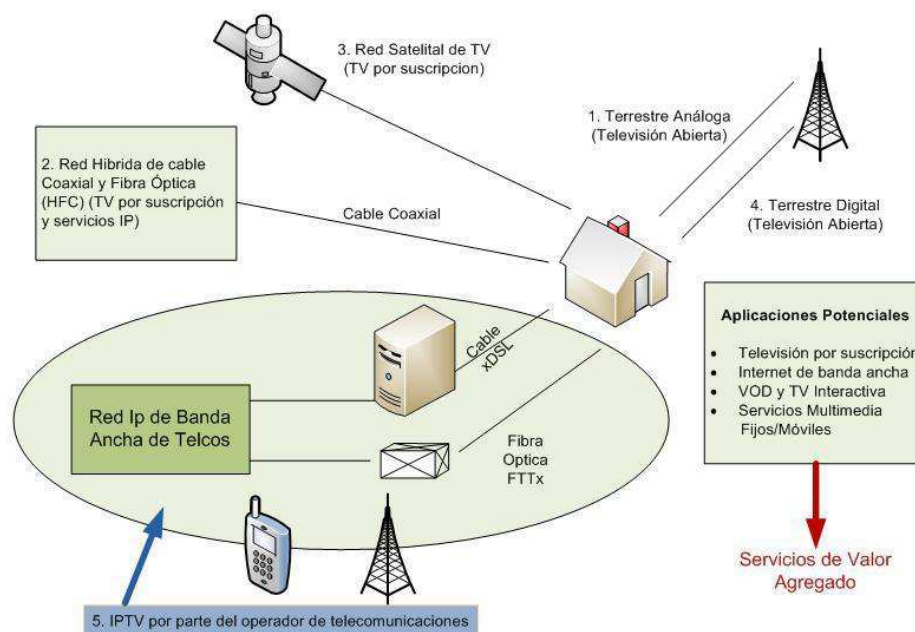 3. Red Satelital de TV
(TV por suscripcion)
1. Terrestre Análoga
(Televisión Abierta)
2. Red Hibrida de cable
Coaxial y Fibra Óptica
(HFC) (TV por suscripción
y servicios IP)
Cable Coaxial
4. Terrestre Digital
(Televisión Abierta)
Aplicaciones Potenciales
• Televisión por suscripción
• Internet de banda ancha
• VOD y TV Interactiva
• Servicios Multimedia
Fijos/Móviles
Cable
xDSL
Red Ip de Banda
Ancha de Telcos
Fibra
Optica
FTTx
Servicios de Valor
Agregado
5. IPTV por parte del operador de telecomunicaciones